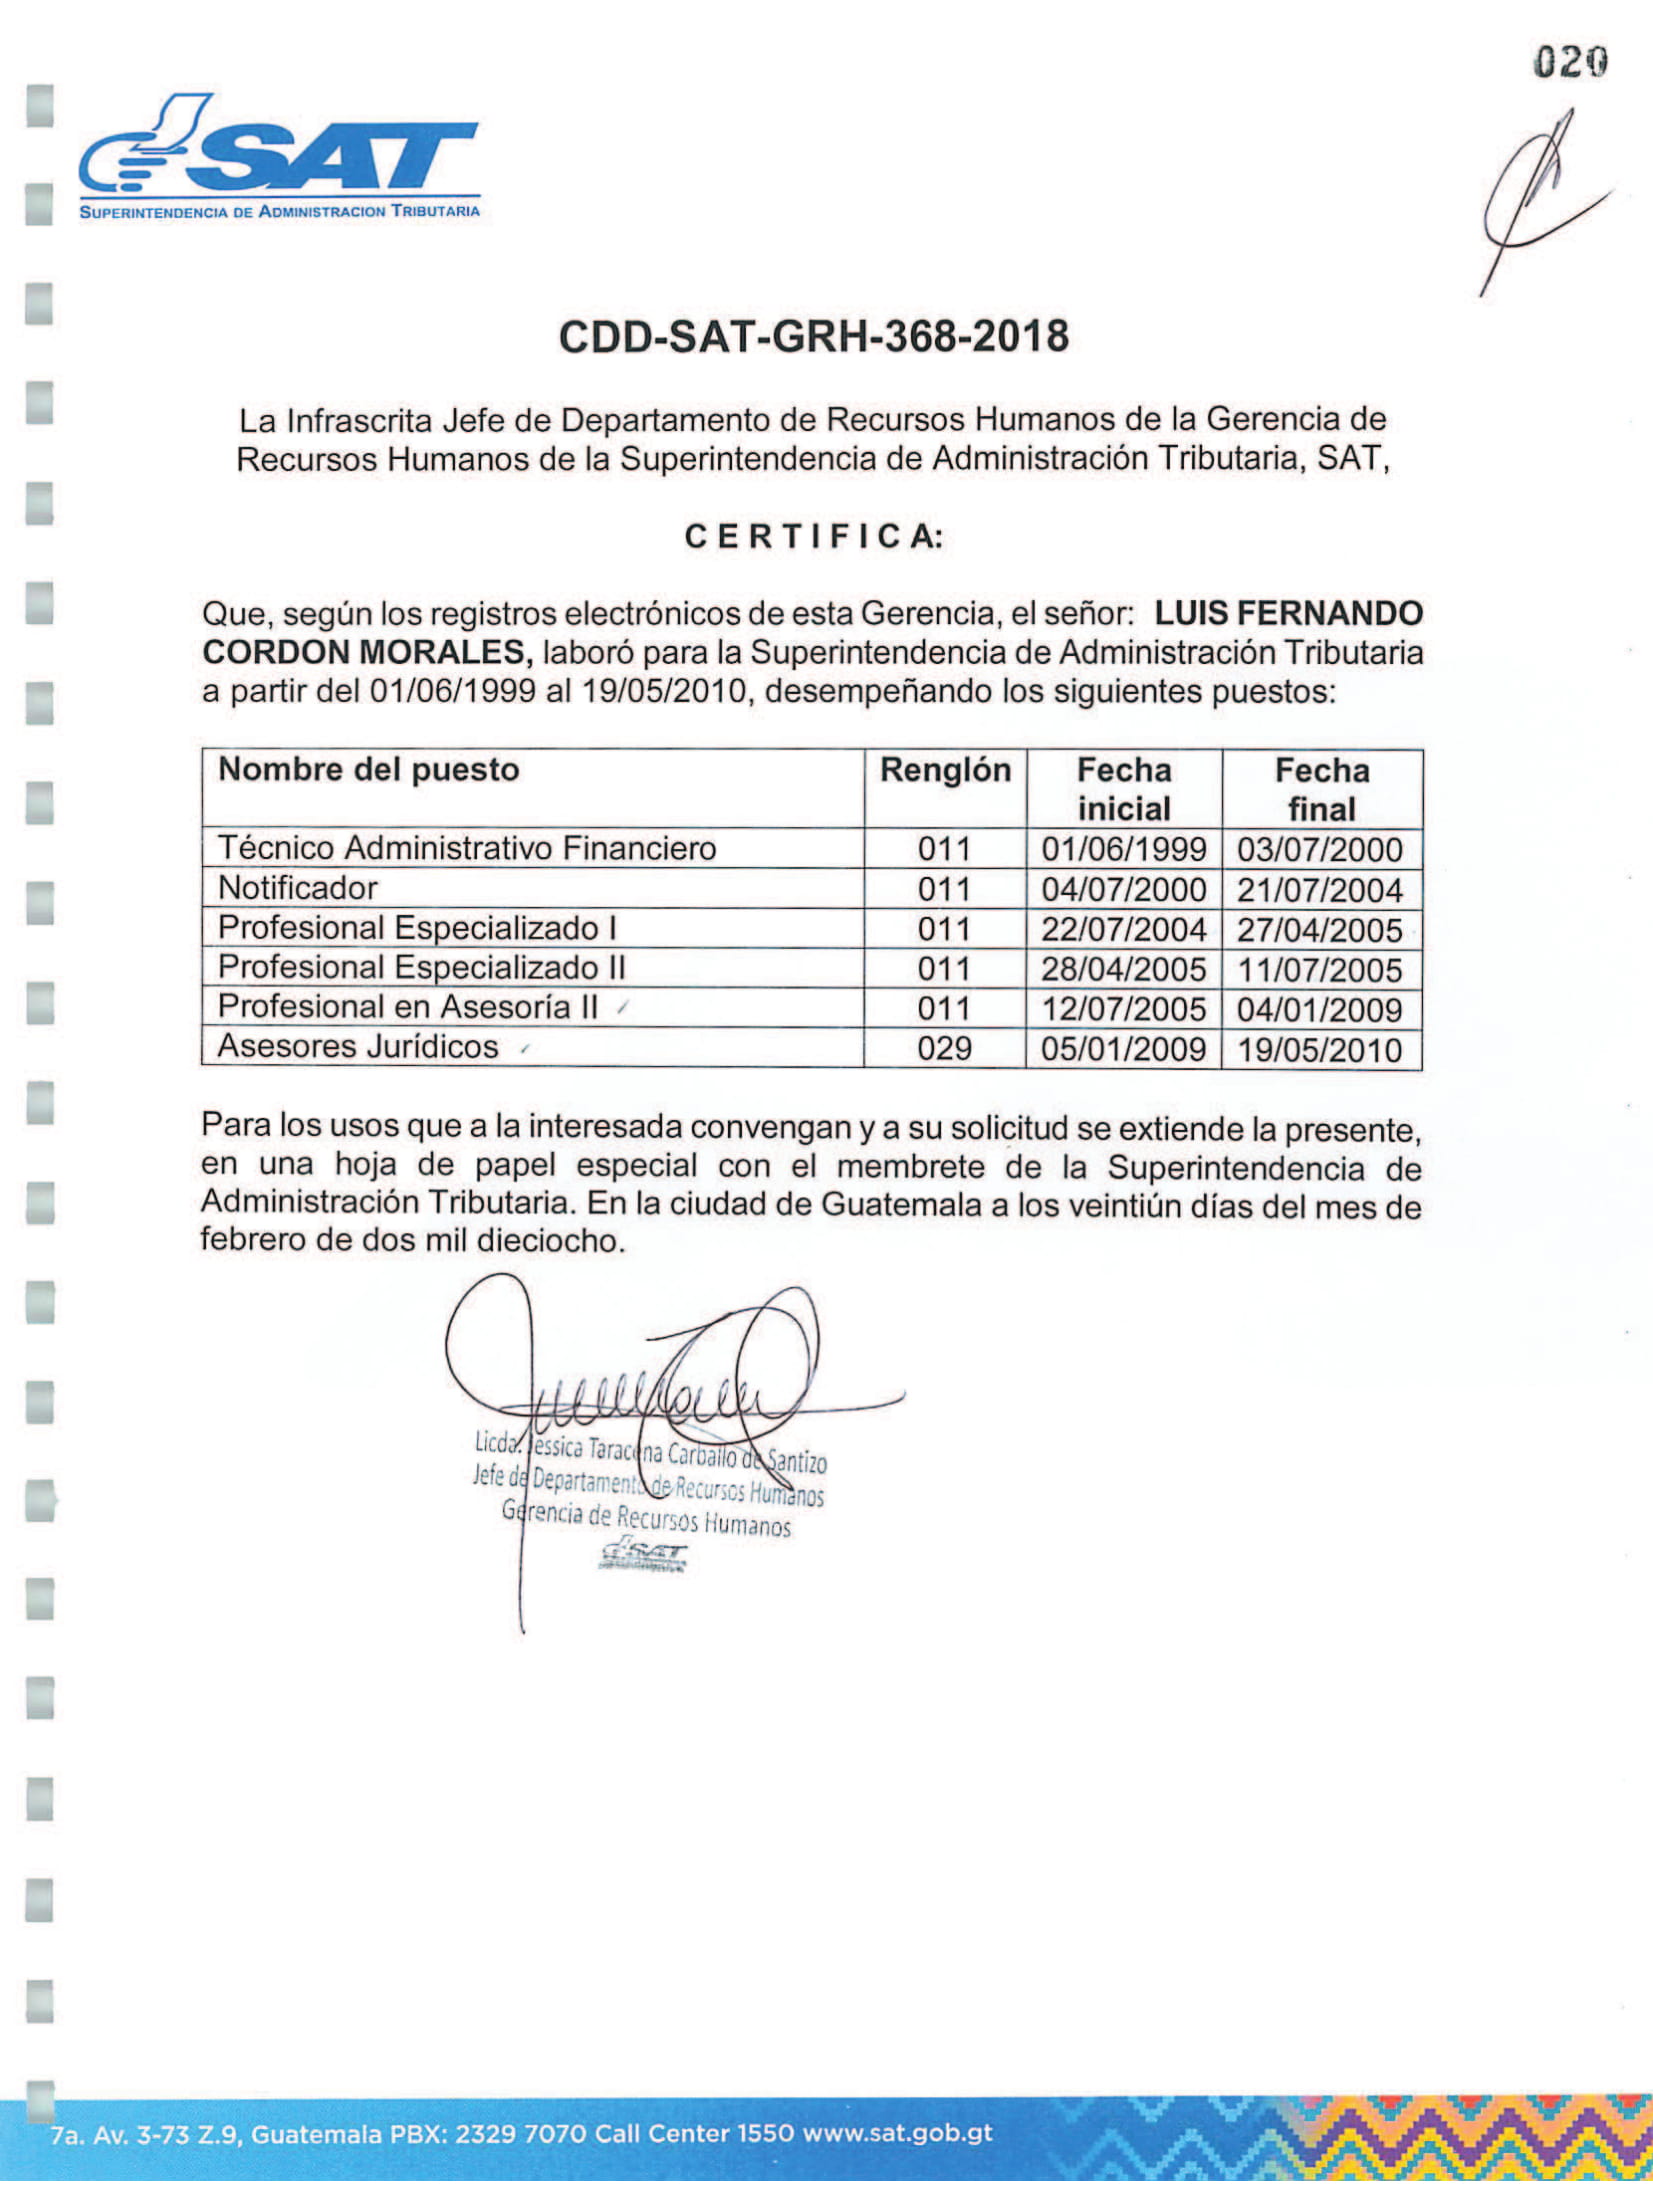 020
SAT
SUPERINTENDENCIA DE ADMINISTRACION TRIBUTARIA
CDD-SAT-GRH-368-2018
La Infrascrita Jefe de Departamento de Recursos Humanos de la Gerencia de
Recursos Humanos de la Superintendencia de Administración Tributaria, SAT,
C E R T I F I C A:
Que, según los registros electrónicos de esta Gerencia, el señor: LUIS FERNANDO
CORDON MORALES, laboró para la Superintendencia de Administración Tributaria
a partir del 01/06/1999 al 19/05/2010, desempeñando los siguientes puestos:
Nombre del puesto Renglón Fecha inicial Fecha final
Técnico Administrativo Financiero 011 01/06/1999 03/07/2000
Notificador 011 04/07/2000 21/07/2004
Profesional Especializado I 011 22/07/2004 27/04/2005
Profesional Especializado II 011 28/04/2005 11/07/2005
Profesional en Asesoría II 011 12/07/2005 04/01/2009
Asesores Jurídicos 029 05/01/2009 19/05/2010
Para los usos que a la interesada convengan y a su solicitud se extiende la presente,
en una hoja de papel especial con el membrete de la Superintendencia de
Administración Tributaria. En la ciudad de Guatemala a los veintiún días del mes de
febrero de dos mil dieciocho.
Licda. Jessica Taracena Carballo de Santizo
Jefe de Departamento de Recursos Humanos
Gerencia de Recursos Humanos
SAT
7a. Av. 3-73 Z.9, Guatemala PBX: 2329 7070 Call Center 1550 www.sat.gob.gt